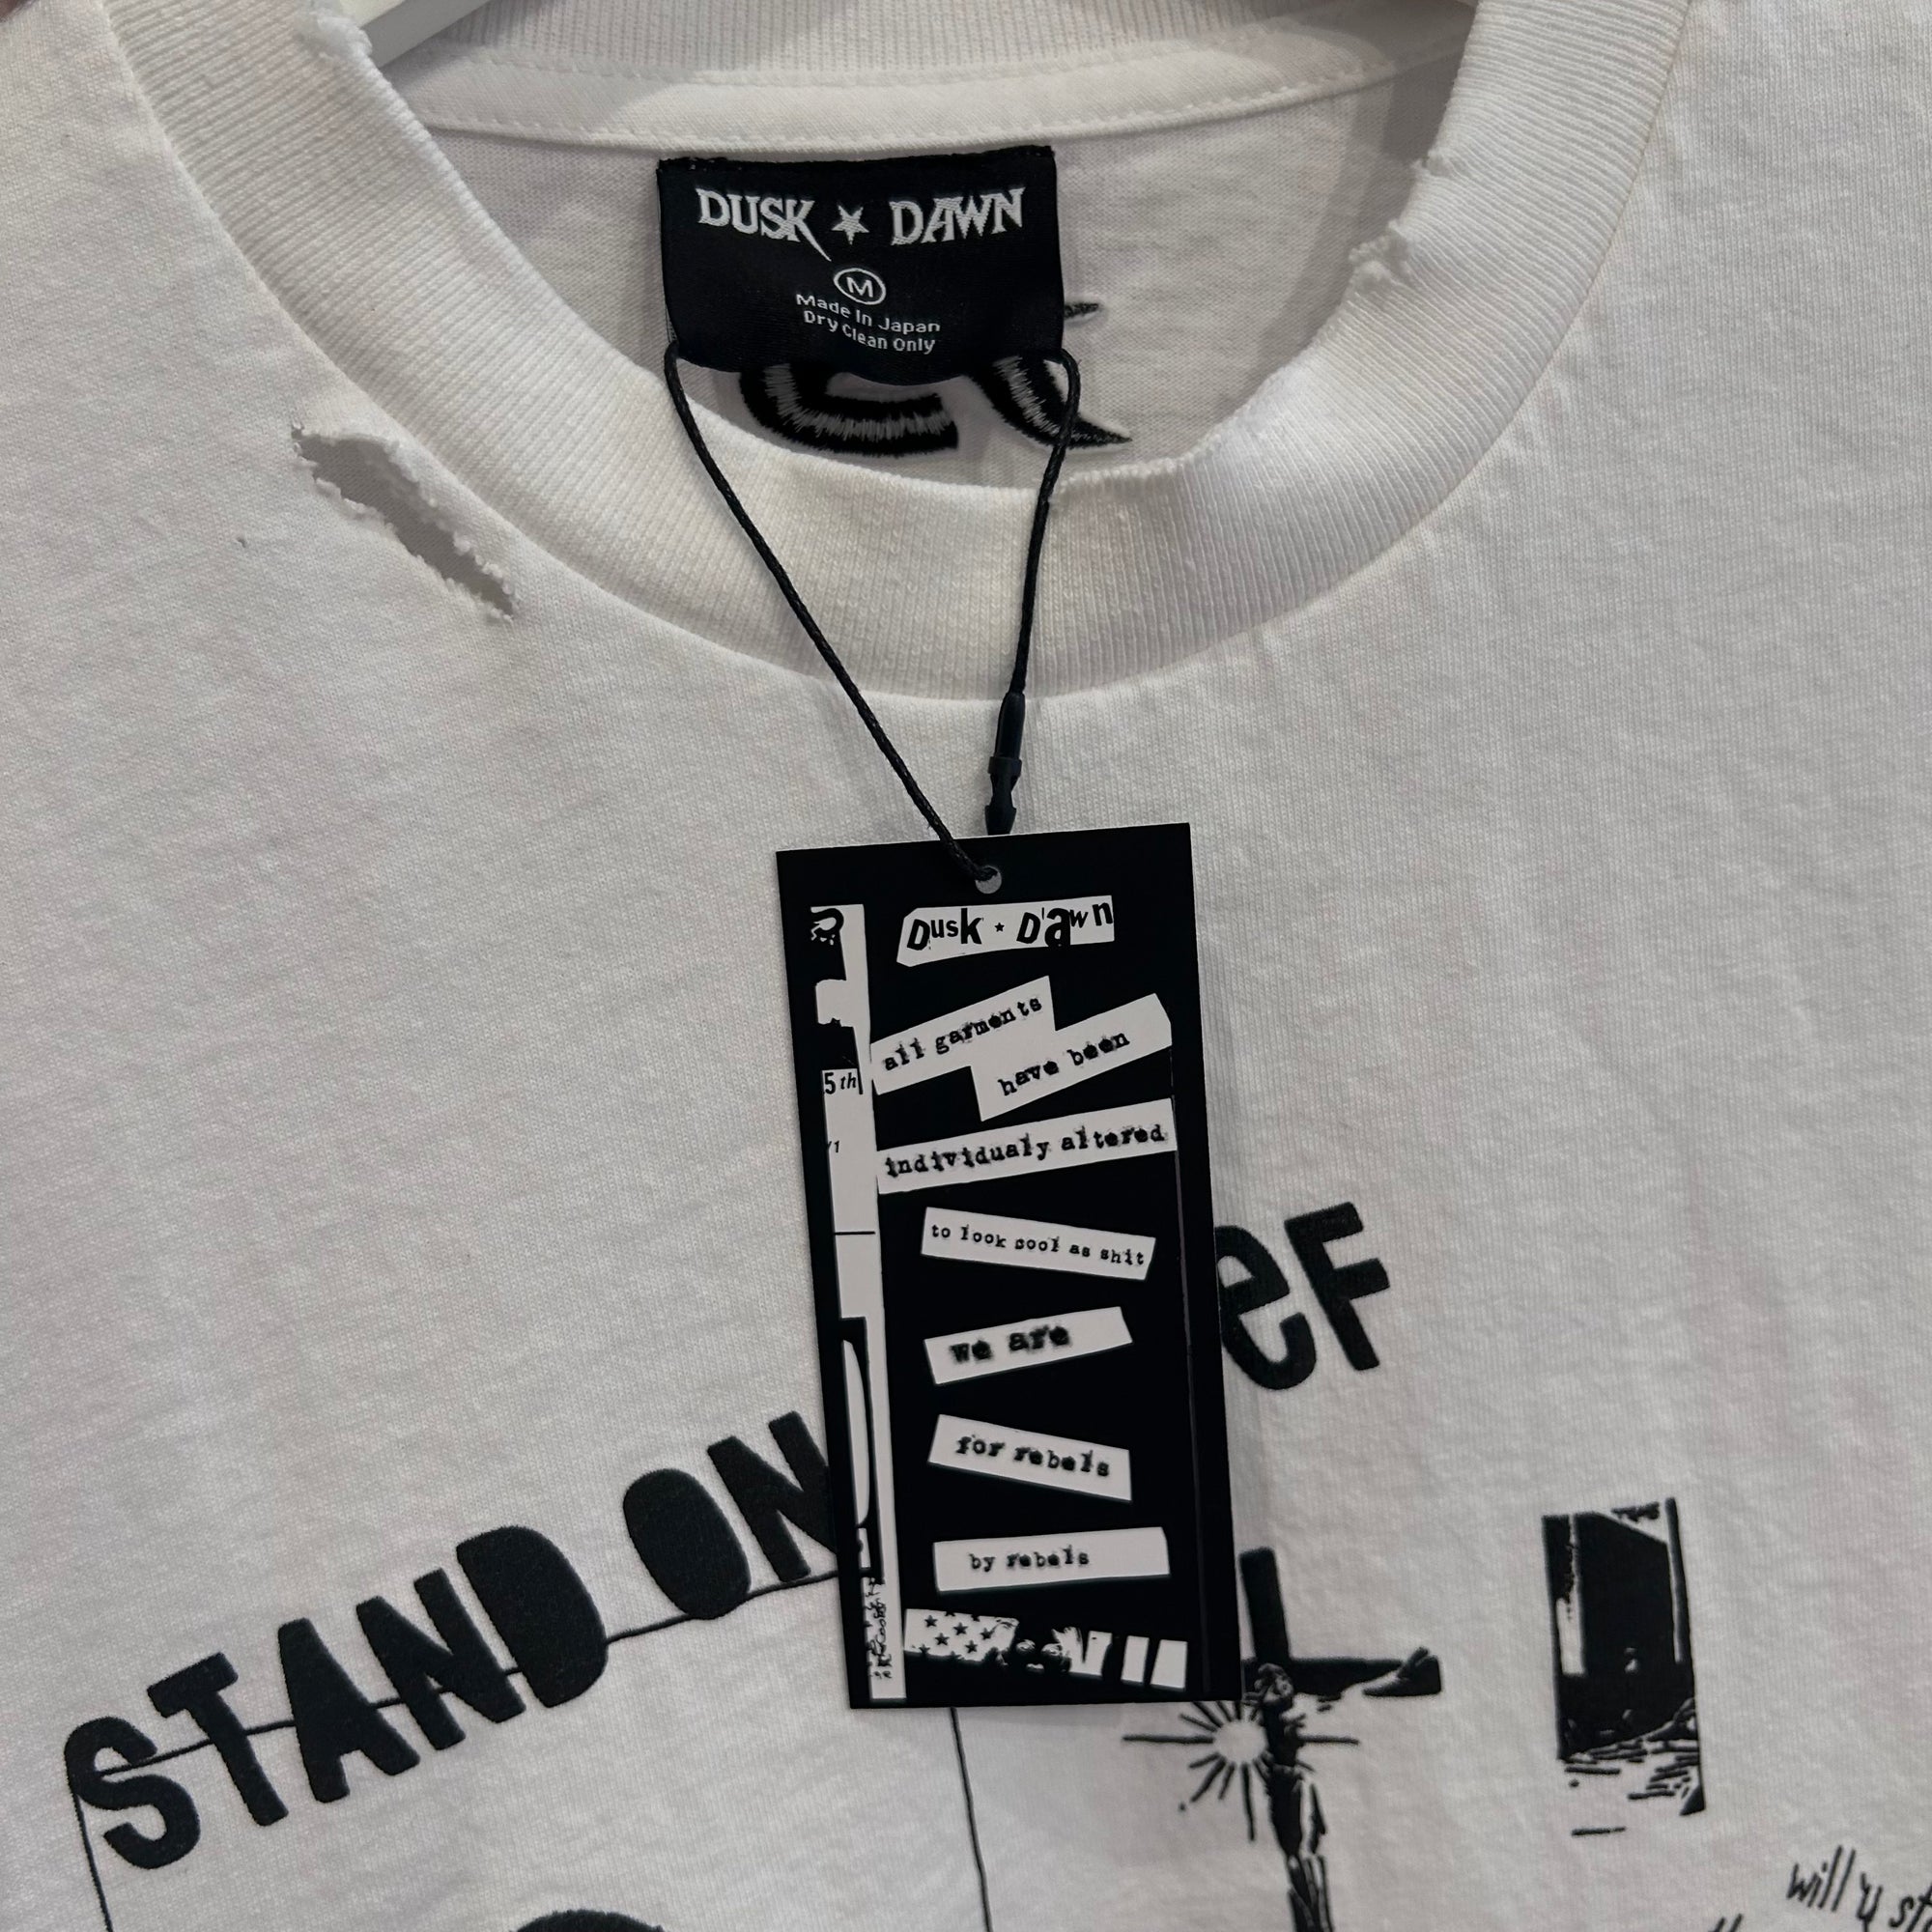 DUSK ★ DAWN
M
Made In Japan
Dry Clean Only
Dusk ★ Dawn
all garments
have been
5th
individualy altered
to look cool as shit
we are
for rebels
by rebels
STAND ON
eF
will u